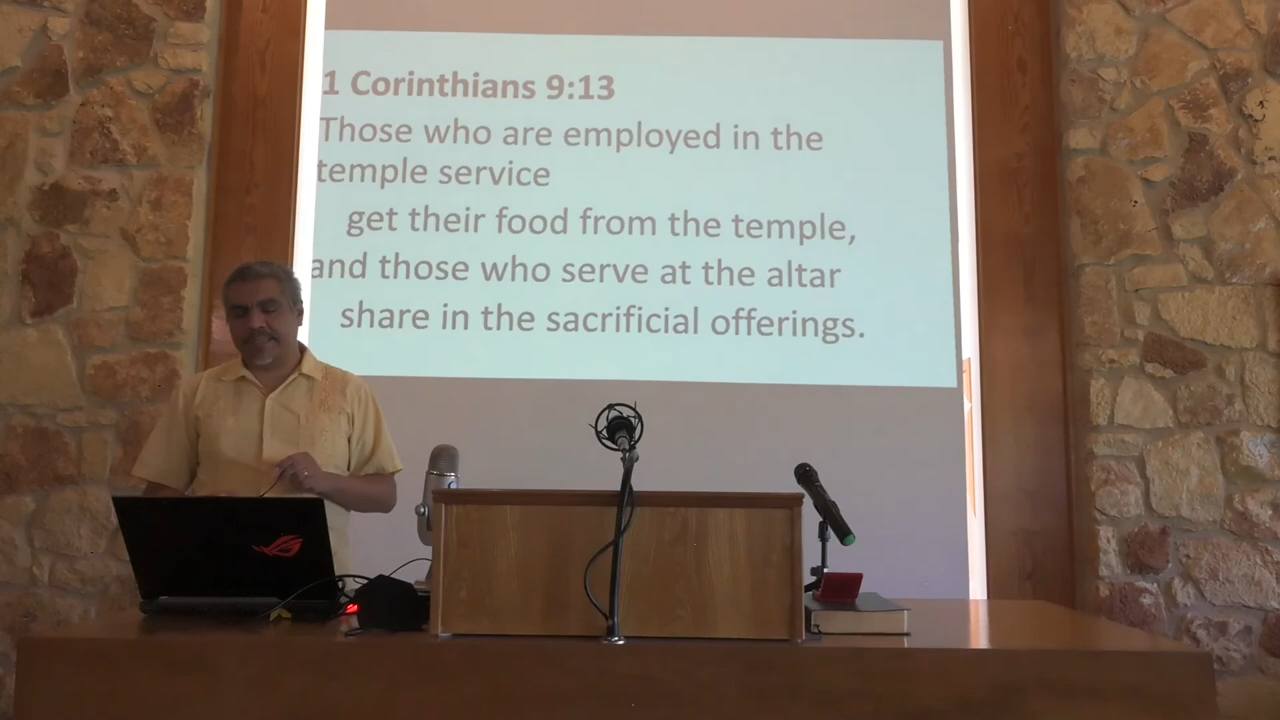 1 Corinthians 9:13
Those who are employed in the
temple service
get their food from the temple,
and those who serve at the altar
share in the sacrificial offerings.